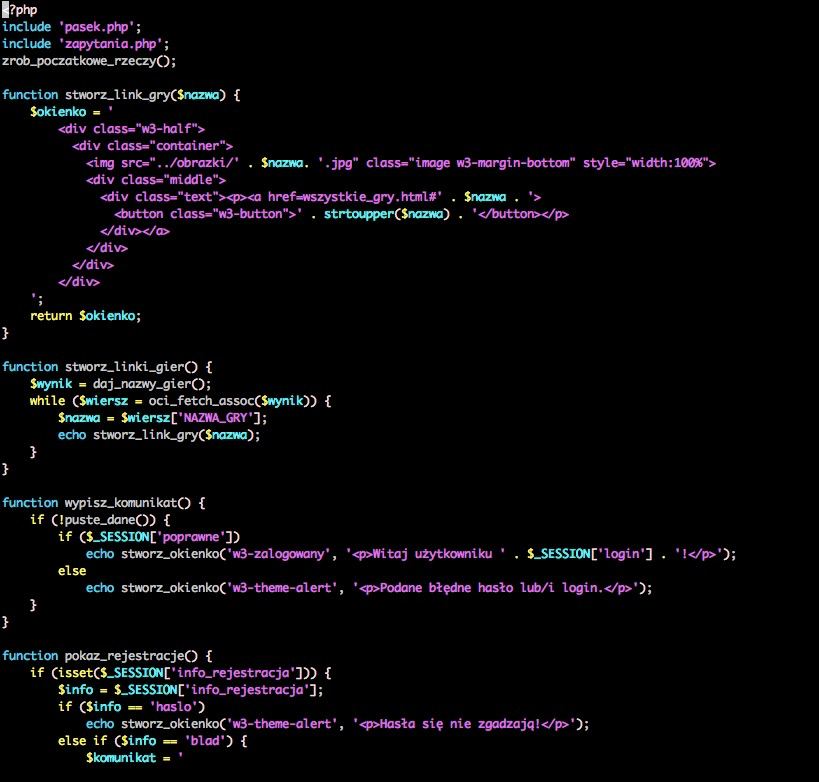 <?php
include 'pasek.php';
include 'zapytania.php';
zrob_poczatkowe_rzeczy();

function stworz_link_gry($nazwa) {
    $okienko = '
        <div class="w3-half">
          <div class="container">
            <img src="../obrazki/' . $nazwa. '.jpg" class="image w3-margin-bottom" style="width:100%">
            <div class="middle">
              <div class="text"><p><a href=wszystkie_gry.html#' . $nazwa . '>
                <button class="w3-button">' . strtoupper($nazwa) . '</button></p>
              </div></a>
            </div>
          </div>
        </div>
    ';
    return $okienko;
}

function stworz_linki_gier() {
    $wynik = daj_nazwy_gier();
    while ($wiersz = oci_fetch_assoc($wynik)) {
        $nazwa = $wiersz['NAZWA_GRY'];
        echo stworz_link_gry($nazwa);
    }
}

function wypisz_komunikat() {
    if (!puste_dane()) {
        if ($_SESSION['poprawne'])
            echo stworz_okienko('w3-zalogowany', '<p>Witaj użytkowniku ' . $_SESSION['login'] . '!</p>');
        else
            echo stworz_okienko('w3-theme-alert', '<p>Podane błędne hasło lub/i login.</p>');
    }
}

function pokaz_rejestracje() {
    if (isset($_SESSION['info_rejestracja'])) {
        $info = $_SESSION['info_rejestracja'];
        if ($info == 'haslo')
            echo stworz_okienko('w3-theme-alert', '<p>Hasła się nie zgadzają!</p>');
        else if ($info == 'blad') {
            $komunikat = '